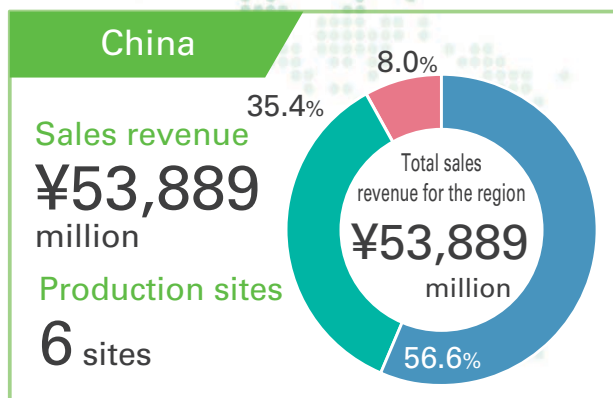 China
Sales revenue
¥53,889
million
Production sites
6 sites
8.0%
35.4%
Total sales
revenue for the region
¥53,889
million
56.6%